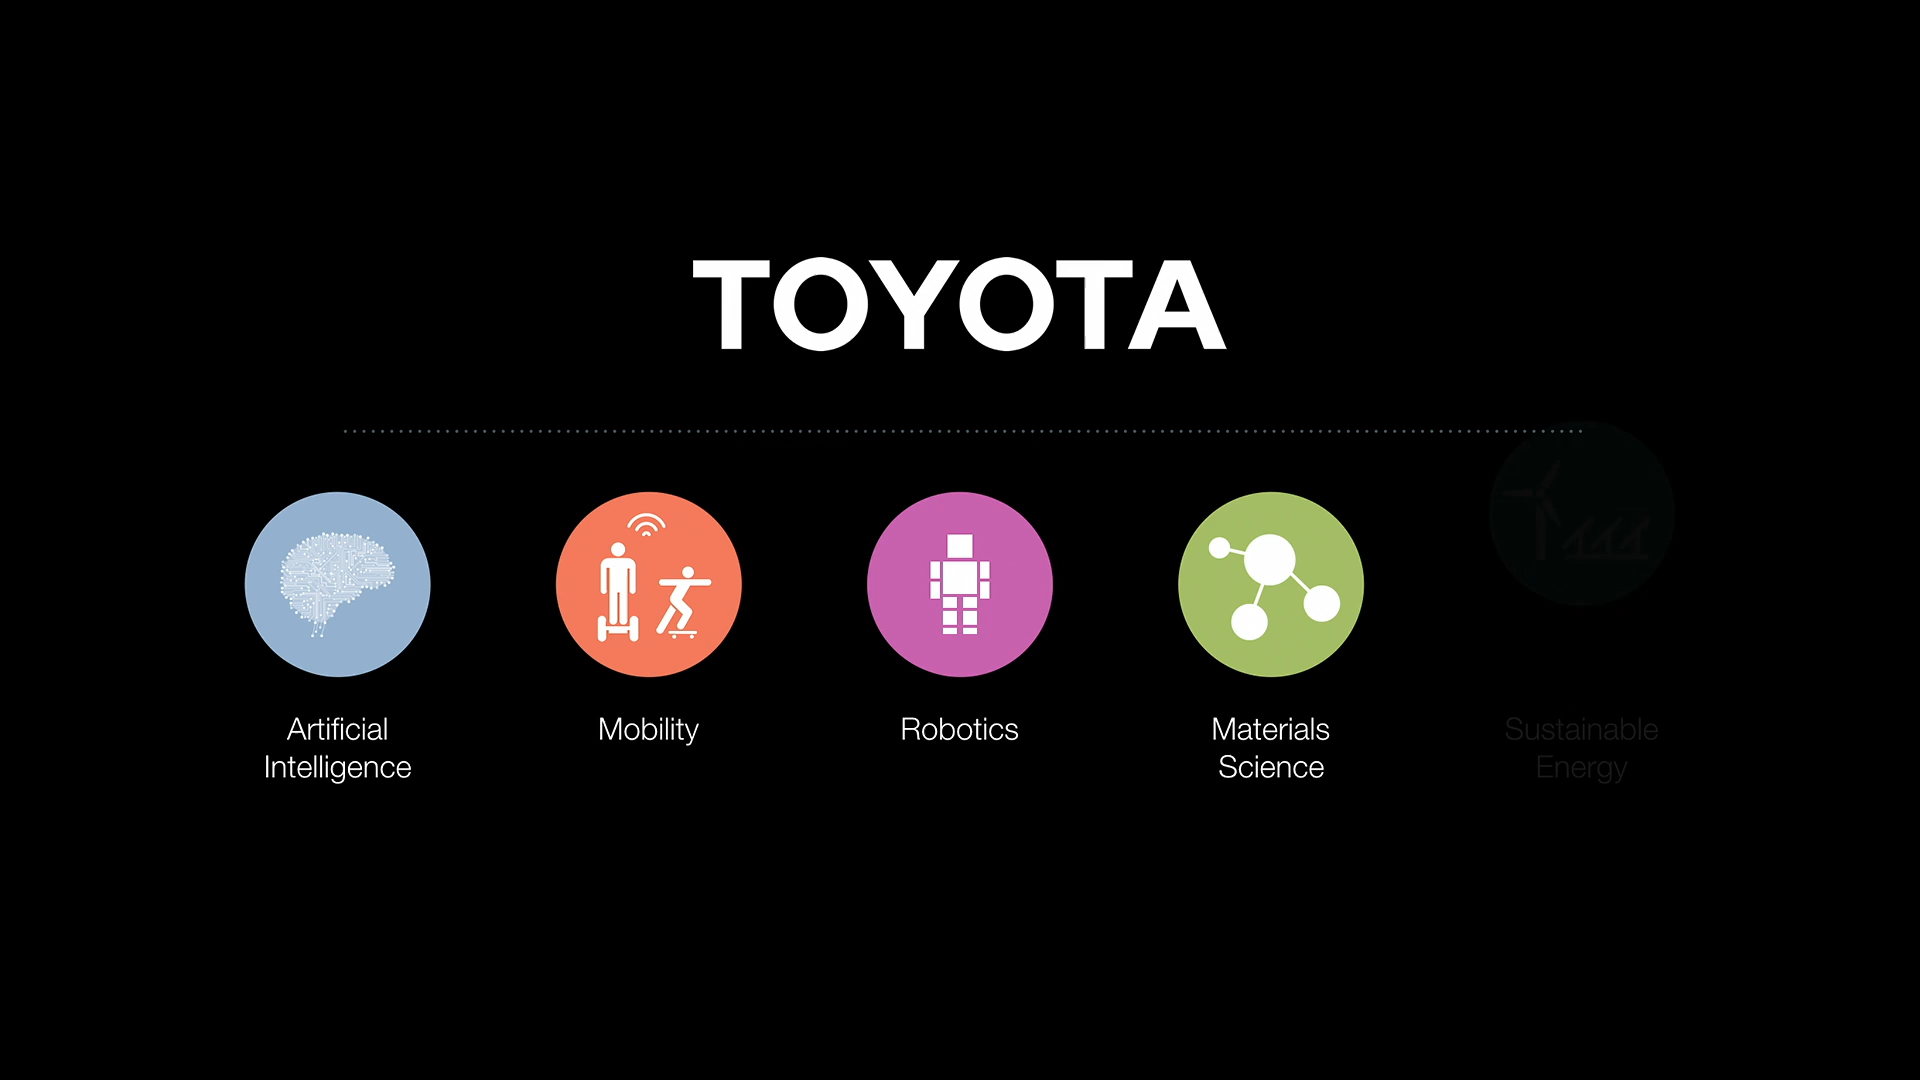 TOYOTA
Artificial
Intelligence
Mobility
Robotics
Materials
Science
Sustainable
Energy